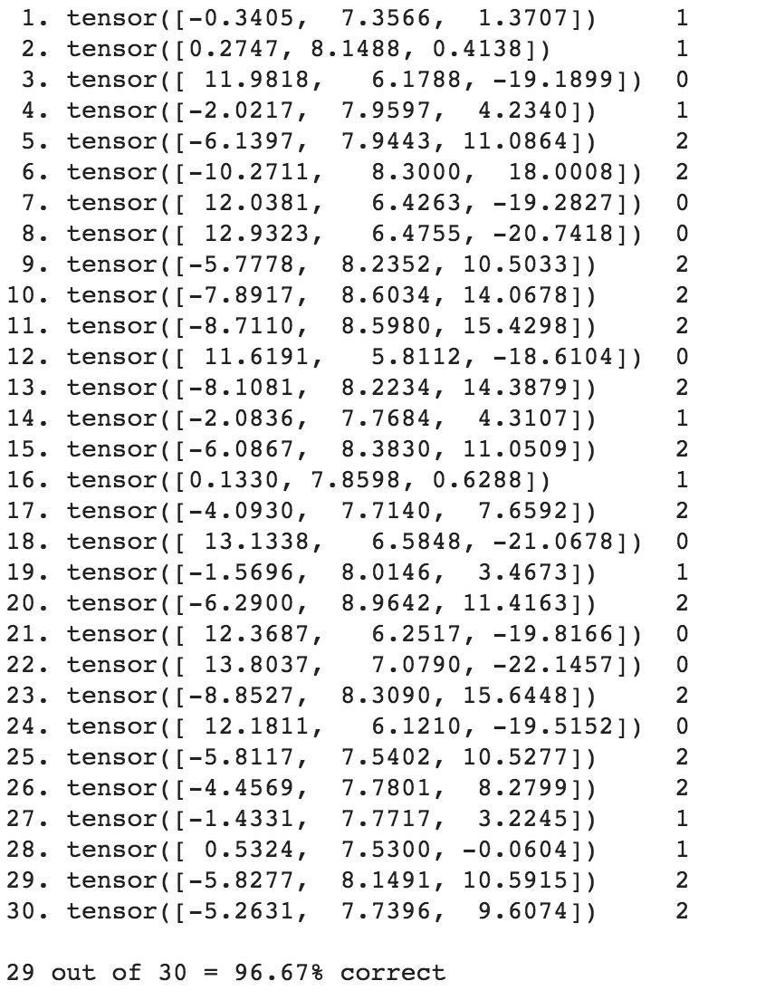 1. tensor([-0.3405,  7.3566,  1.3707])     1
2. tensor([0.2747, 8.1488, 0.4138])        1
3. tensor([ 11.9818,   6.1788, -19.1899])  0
4. tensor([-2.0217,  7.9597,  4.2340])     1
5. tensor([-6.1397,  7.9443, 11.0864])     2
6. tensor([-10.2711,   8.3000,  18.0008])  2
7. tensor([ 12.0381,   6.4263, -19.2827])  0
8. tensor([ 12.9323,   6.4755, -20.7418])  0
9. tensor([-5.7778,  8.2352, 10.5033])     2
10. tensor([-7.8917,  8.6034, 14.0678])     2
11. tensor([-8.7110,  8.5980, 15.4298])     2
12. tensor([ 11.6191,   5.8112, -18.6104])  0
13. tensor([-8.1081,  8.2234, 14.3879])     2
14. tensor([-2.0836,  7.7684,  4.3107])     1
15. tensor([-6.0867,  8.3830, 11.0509])     2
16. tensor([0.1330, 7.8598, 0.6288])        1
17. tensor([-4.0930,  7.7140,  7.6592])     2
18. tensor([ 13.1338,   6.5848, -21.0678])  0
19. tensor([-1.5696,  8.0146,  3.4673])     1
20. tensor([-6.2900,  8.9642, 11.4163])     2
21. tensor([ 12.3687,   6.2517, -19.8166])  0
22. tensor([ 13.8037,   7.0790, -22.1457])  0
23. tensor([-8.8527,  8.3090, 15.6448])     2
24. tensor([ 12.1811,   6.1210, -19.5152])  0
25. tensor([-5.8117,  7.5402, 10.5277])     2
26. tensor([-4.4569,  7.7801,  8.2799])     2
27. tensor([-1.4331,  7.7717,  3.2245])     1
28. tensor([ 0.5324,  7.5300, -0.0604])     1
29. tensor([-5.8277,  8.1491, 10.5915])     2
30. tensor([-5.2631,  7.7396,  9.6074])     2
29 out of 30 = 96.67% correct